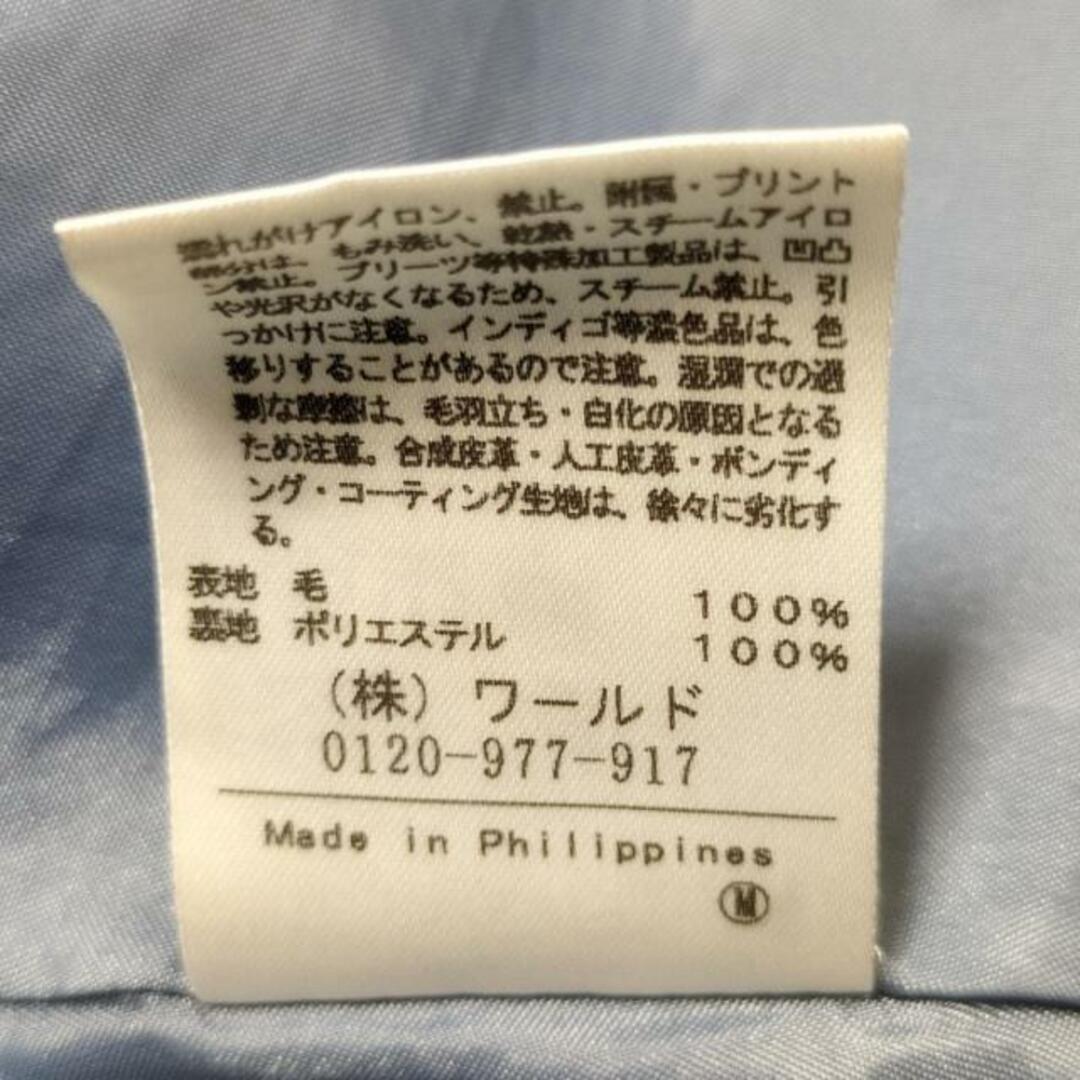 濡れがけアイロン、禁止。附属・プリント
部分は、もみ洗い、乾熱・スチームアイロ
ン禁止。プリーツ等特殊加工製品は、凹凸
や光沢がなくなるため、スチーム禁止。引
っかけに注意。インディゴ等濃色品は、色
移りすることがあるので注意。湿潤での過
剰な摩擦は、毛羽立ち・白化の原因となる
ため注意。合成皮革・人工皮革・ボンディ
ング・コーティング生地は、徐々に劣化す
る。
表地 毛 100%
裏地 ポリエステル 100%
(株) ワールド
0120-977-917
Made in Philippines
Ⓜ